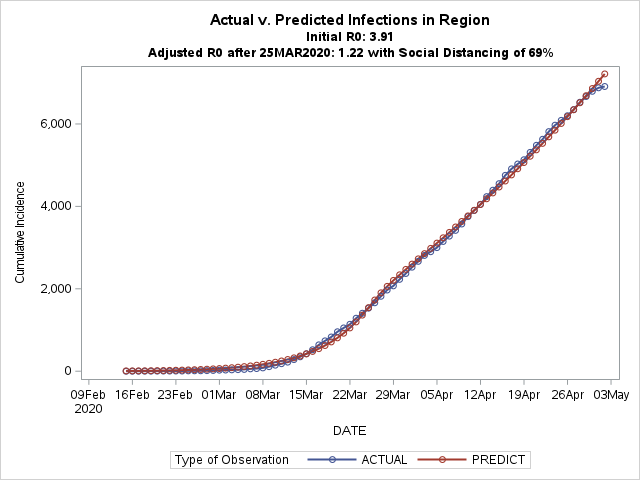 Actual v. Predicted Infections in Region
Initial R0: 3.91
Adjusted R0 after 25MAR2020: 1.22 with Social Distancing of 69%
6,000
4,000
2,000
0
Cumulative Incidence
09Feb 16Feb 23Feb 01Mar 08Mar 15Mar 22Mar 29Mar 05Apr 12Apr 19Apr 26Apr 03May
2020
DATE
Type of Observation ACTUAL PREDICT